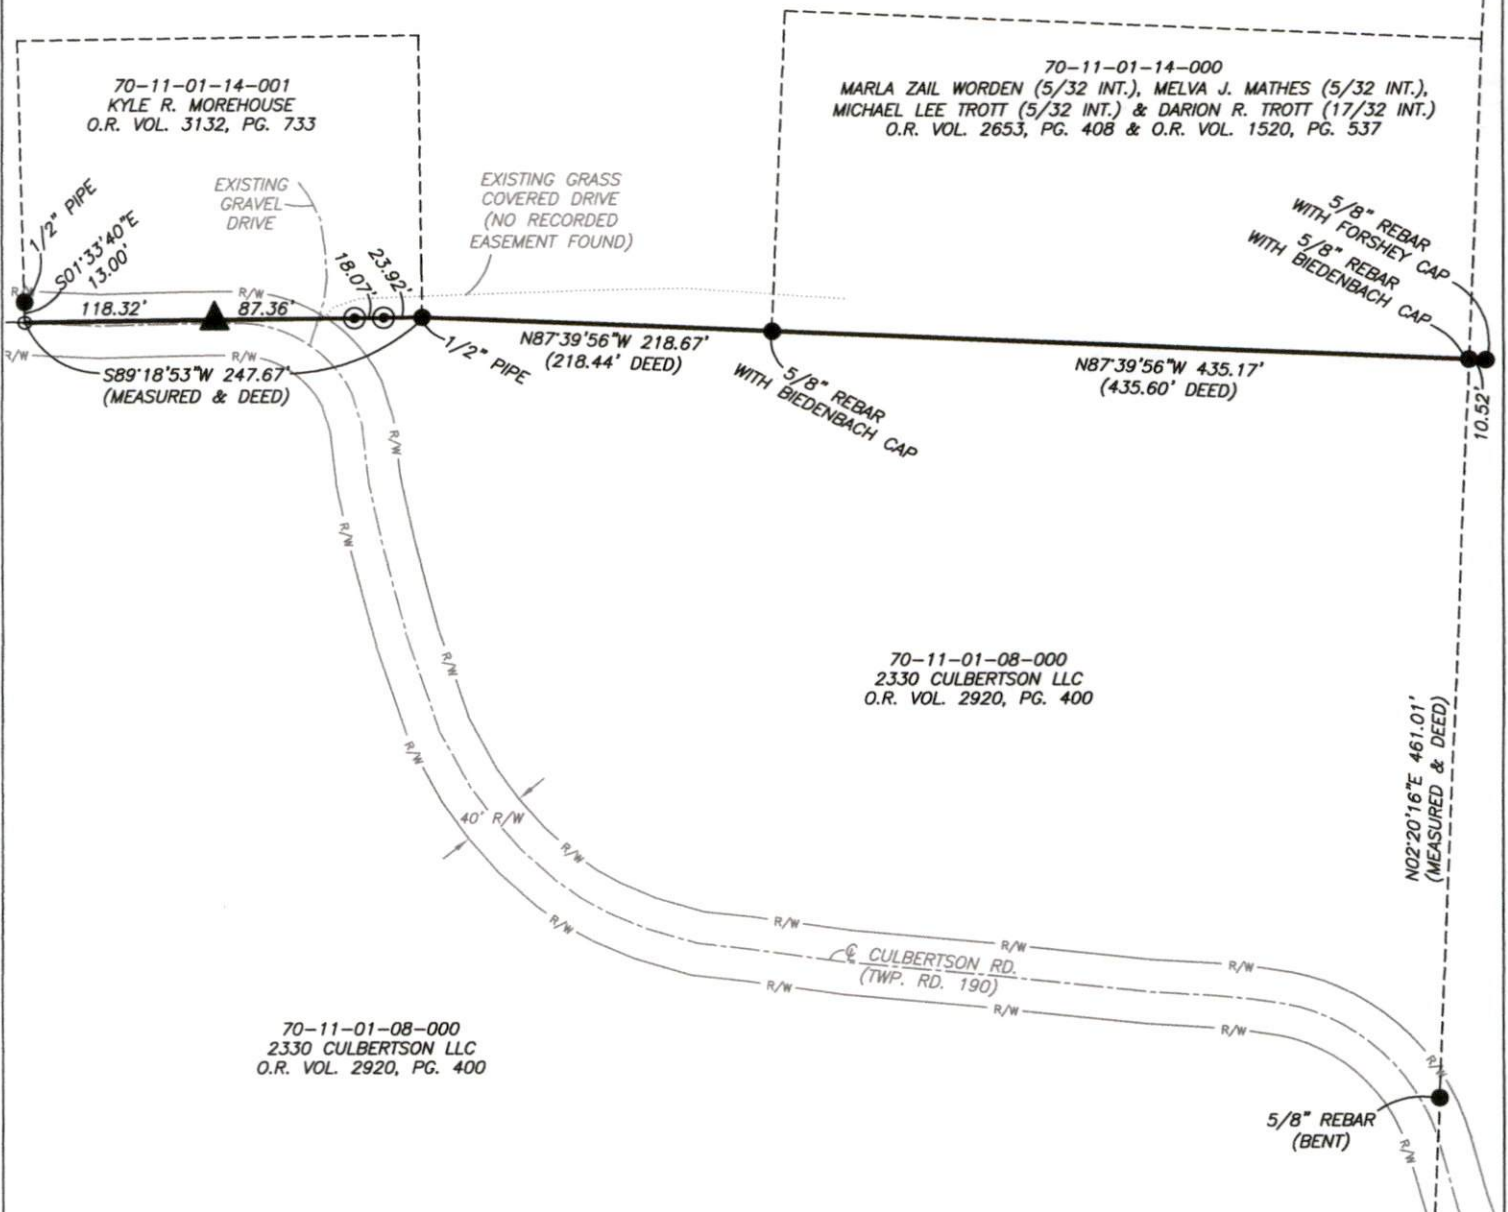 70-11-01-14-001
KYLE R. MOREHOUSE
O.R. VOL. 3132, PG. 733
70-11-01-14-000
MARLA ZAIL WORDEN (5/32 INT.), MELVA J. MATHES (5/32 INT.),
MICHAEL LEE TROTT (5/32 INT.) & DARION R. TROTT (17/32 INT.)
O.R. VOL. 2653, PG. 408 & O.R. VOL. 1520, PG. 537
1/2" PIPE
S01°33'40"E
13.00'
EXISTING
GRAVEL
DRIVE
EXISTING GRASS
COVERED DRIVE
(NO RECORDED
EASEMENT FOUND)
18.07'
23.92'
5/8" REBAR
WITH FORSHEY CAP
5/8" REBAR
WITH BIEDENBACH CAP
R/W
R/W
118.32'
87.36'
R/W
R/W
S89°18'53"W 247.67'
(MEASURED & DEED)
1/2" PIPE
N87°39'56"W 218.67'
(218.44' DEED)
5/8" REBAR
WITH BIEDENBACH CAP
N87°39'56"W 435.17'
(435.60' DEED)
10.52'
R/W
R/W
R/W
R/W
70-11-01-08-000
2330 CULBERTSON LLC
O.R. VOL. 2920, PG. 400
N02°20'16"E 461.01'
(MEASURED & DEED)
40' R/W
R/W
R/W
R/W
R/W
R/W
℄ CULBERTSON RD.
(TWP. RD. 190)
R/W
R/W
R/W
70-11-01-08-000
2330 CULBERTSON LLC
O.R. VOL. 2920, PG. 400
R/W
5/8" REBAR
(BENT)
R/W